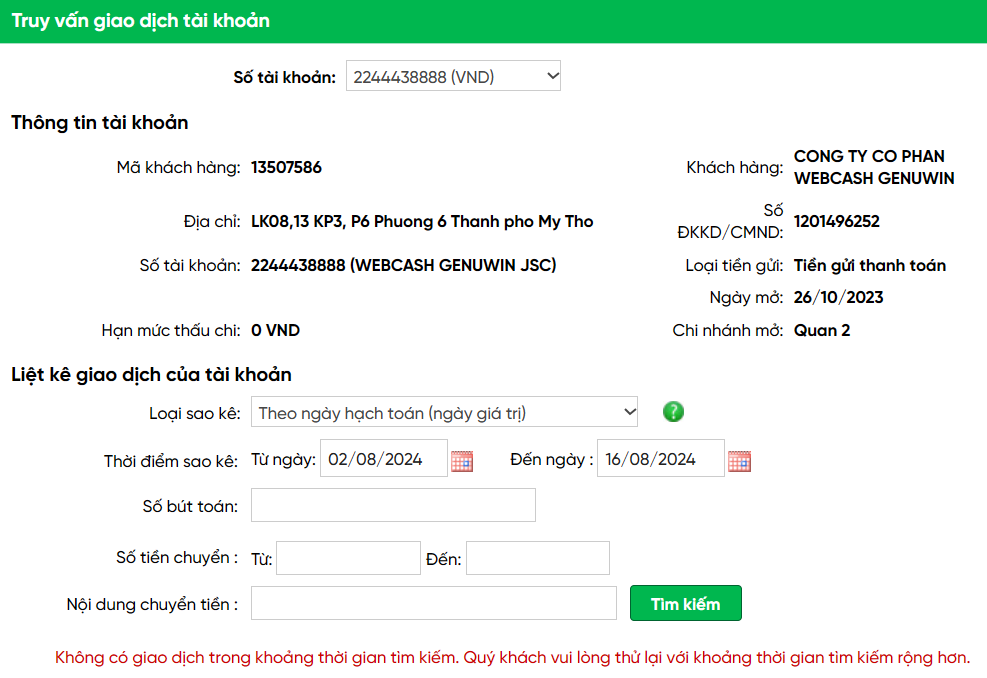 Truy vấn giao dịch tài khoản
Số tài khoản: 2244438888 (VND)
Thông tin tài khoản
Mã khách hàng: 13507586
Khách hàng: CONG TY CO PHAN
WEBCASH GENUWIN
Địa chỉ: LK08,13 KP3, P6 Phuong 6 Thanh pho My Tho
Số
ĐKKD/CMND: 1201496252
Số tài khoản: 2244438888 (WEBCASH GENUWIN JSC)
Loại tiền gửi: Tiền gửi thanh toán
Ngày mở: 26/10/2023
Hạn mức thấu chi: 0 VND
Chi nhánh mở: Quan 2
Liệt kê giao dịch của tài khoản
Loại sao kê: Theo ngày hạch toán (ngày giá trị) ?
Thời điểm sao kê: Từ ngày: 02/08/2024 Đến ngày : 16/08/2024
Số bút toán:
Số tiền chuyển : Từ: Đến:
Nội dung chuyển tiền : Tìm kiếm
Không có giao dịch trong khoảng thời gian tìm kiếm. Quý khách vui lòng thử lại với khoảng thời gian tìm kiếm rộng hơn.